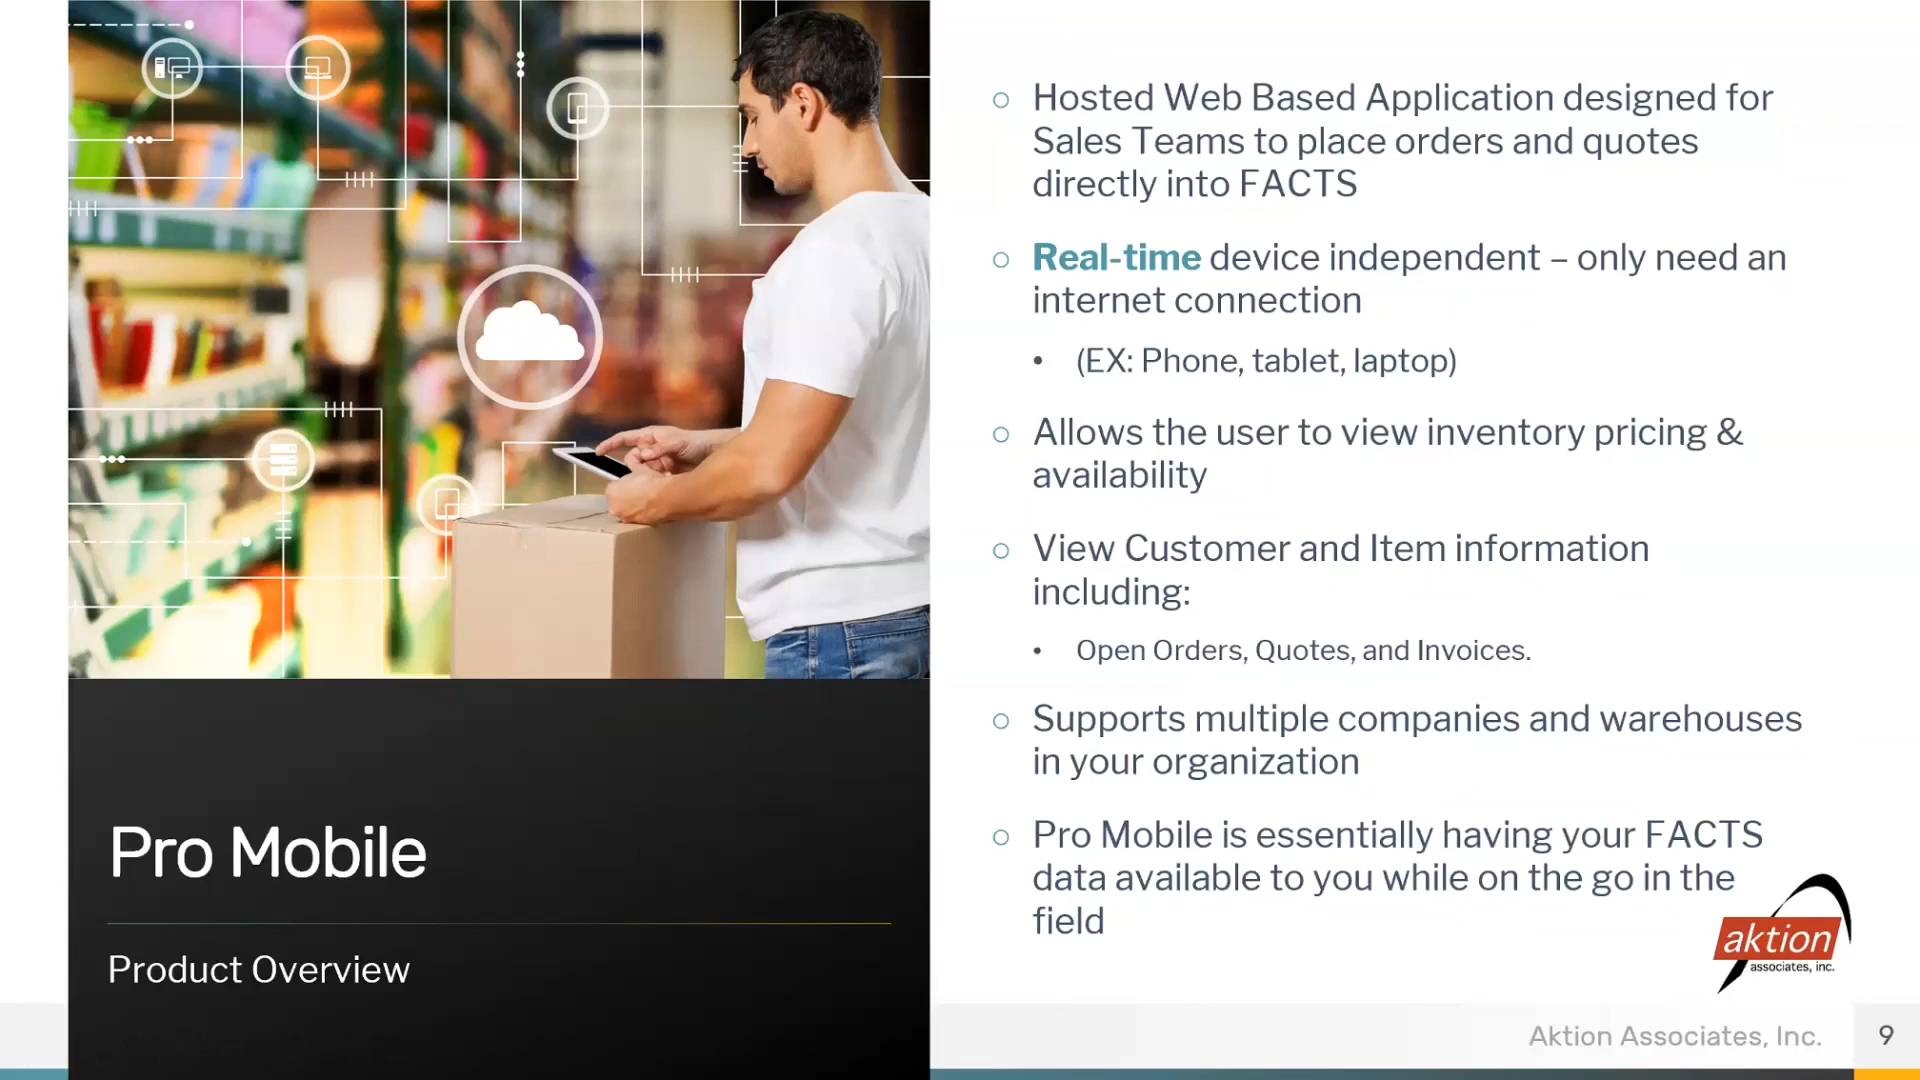 Hosted Web Based Application designed for
Sales Teams to place orders and quotes
directly into FACTS
Real-time device independent – only need an
internet connection
(EX: Phone, tablet, laptop)
Allows the user to view inventory pricing &
availability
View Customer and Item information
including:
Open Orders, Quotes, and Invoices.
Supports multiple companies and warehouses
in your organization
Pro Mobile is essentially having your FACTS
data available to you while on the go in the
field
Pro Mobile
Product Overview
aktion
associates, inc.
Aktion Associates, Inc.
9